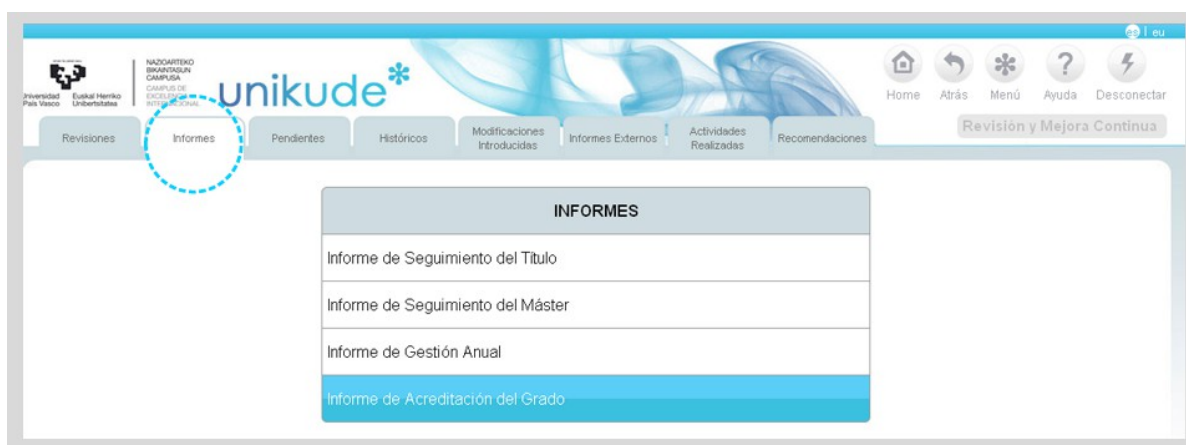 es | eu
Universidad del País Vasco
Euskal Herriko Unibertsitatea
NAZIOARTEKO
BIKAINTASUN
CAMPUSA
CAMPUS DE
EXCELENCIA
INTERNACIONAL
unikude*
Home
Atrás
Menú
Ayuda
Desconectar
Revisión y Mejora Continua
Revisiones
Informes
Pendientes
Históricos
Modificaciones
Introducidas
Informes Externos
Actividades
Realizadas
Recomendaciones
INFORMES
Informe de Seguimiento del Título
Informe de Seguimiento del Máster
Informe de Gestión Anual
Informe de Acreditación del Grado